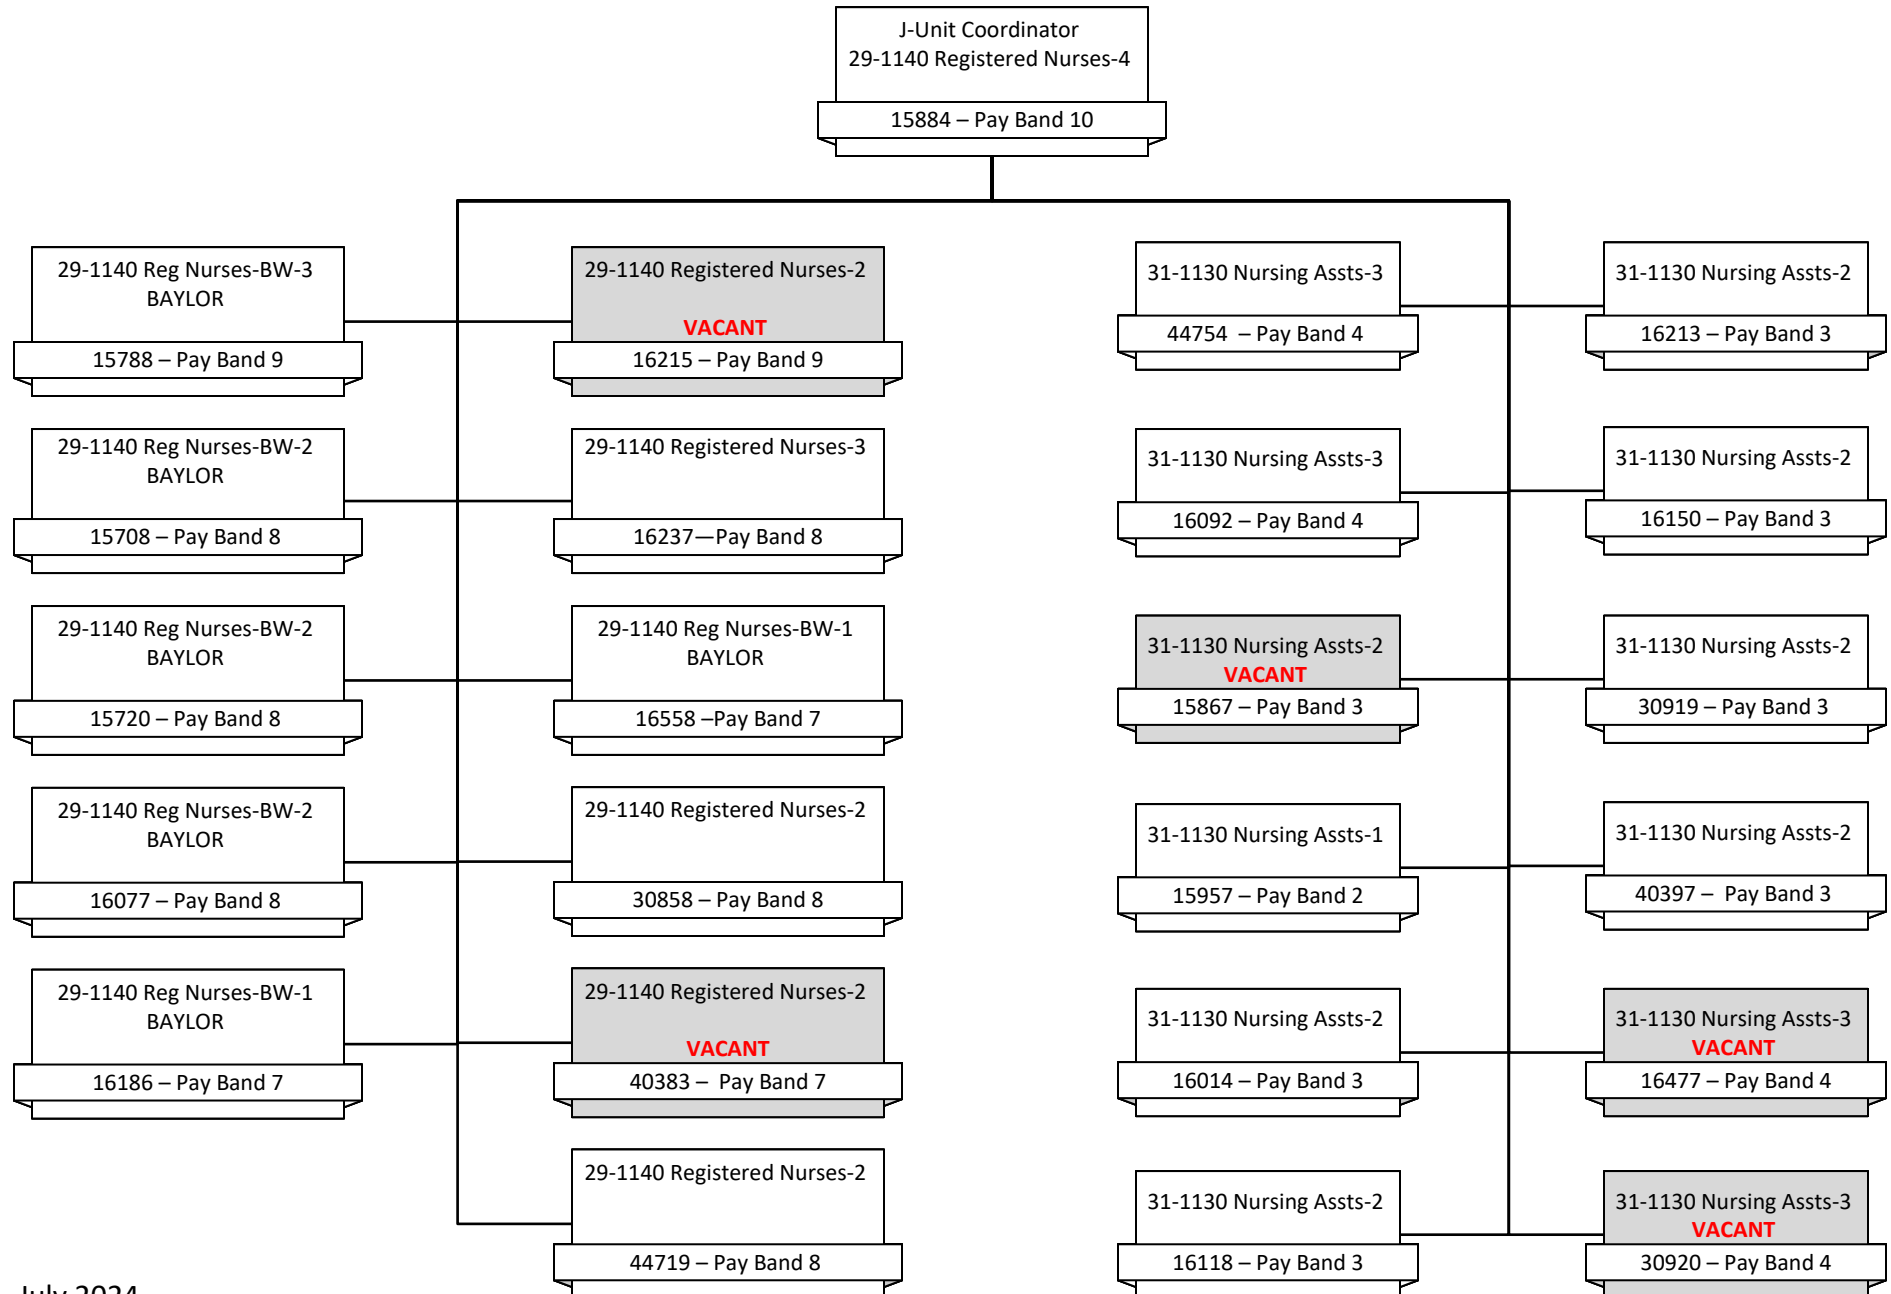 J-Unit Coordinator
29-1140 Registered Nurses-4
15884 – Pay Band 10
29-1140 Reg Nurses-BW-3
BAYLOR
15788 – Pay Band 9
29-1140 Registered Nurses-2
VACANT
16215 – Pay Band 9
31-1130 Nursing Assts-3
44754 – Pay Band 4
31-1130 Nursing Assts-2
16213 – Pay Band 3
29-1140 Reg Nurses-BW-2
BAYLOR
15708 – Pay Band 8
29-1140 Registered Nurses-3
16237—Pay Band 8
31-1130 Nursing Assts-3
16092 – Pay Band 4
31-1130 Nursing Assts-2
16150 – Pay Band 3
29-1140 Reg Nurses-BW-2
BAYLOR
15720 – Pay Band 8
29-1140 Reg Nurses-BW-1
BAYLOR
16558 –Pay Band 7
31-1130 Nursing Assts-2
VACANT
15867 – Pay Band 3
31-1130 Nursing Assts-2
30919 – Pay Band 3
29-1140 Reg Nurses-BW-2
BAYLOR
16077 – Pay Band 8
29-1140 Registered Nurses-2
30858 – Pay Band 8
31-1130 Nursing Assts-1
15957 – Pay Band 2
31-1130 Nursing Assts-2
40397 – Pay Band 3
29-1140 Reg Nurses-BW-1
BAYLOR
16186 – Pay Band 7
29-1140 Registered Nurses-2
VACANT
40383 – Pay Band 7
31-1130 Nursing Assts-2
16014 – Pay Band 3
31-1130 Nursing Assts-3
VACANT
16477 – Pay Band 4
29-1140 Registered Nurses-2
44719 – Pay Band 8
31-1130 Nursing Assts-2
16118 – Pay Band 3
31-1130 Nursing Assts-3
VACANT
30920 – Pay Band 4
July 2024